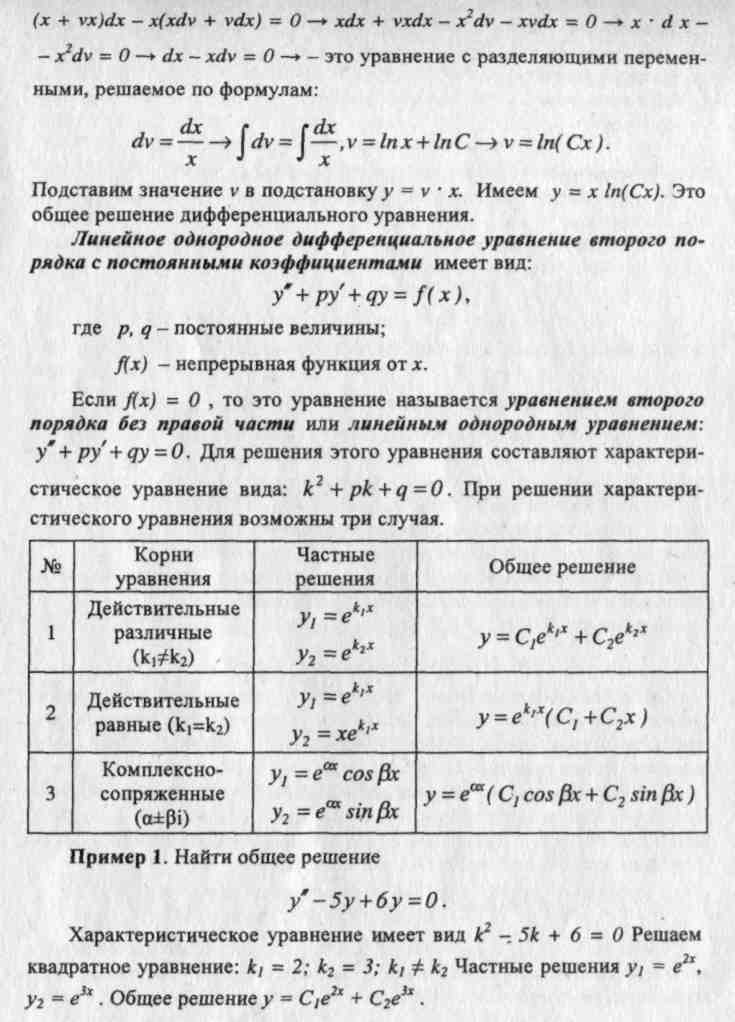 (x + vx)dx – x(xdv + vdx) = 0 → xdx + vxdx – x²dv – xvdx = 0 → x · d x –
– x²dv = 0 → dx – xdv = 0 → – это уравнение с разделяющими перемен-
ными, решаемое по формулам:
dv = dx/x → ∫dv = ∫dx/x, v = ln x + ln C → v = ln( Cx ).
Подставим значение v в подстановку y = v · x. Имеем y = x ln(Cx). Это
общее решение дифференциального уравнения.
Линейное однородное дифференциальное уравнение второго по-
рядка с постоянными коэффициентами имеет вид:
y″ + py′ + qy = f( x ),
где p, q – постоянные величины;
f(x) – непрерывная функция от x.
Если f(x) = 0 , то это уравнение называется уравнением второго
порядка без правой части или линейным однородным уравнением:
y″ + py′ + qy = 0. Для решения этого уравнения составляют характери-
стическое уравнение вида: k² + pk + q = 0. При решении характери-
стического уравнения возможны три случая.
№ Корни уравнения Частные решения Общее решение
1 Действительные различные (k₁≠k₂) y₁ = e^(k₁x) y₂ = e^(k₂x) y = C₁e^(k₁x) + C₂e^(k₂x)
2 Действительные равные (k₁=k₂) y₁ = e^(k₁x) y₂ = xe^(k₁x) y = e^(k₁x)( C₁ + C₂x )
3 Комплексно-сопряженные (α±βi) y₁ = e^(αx) cos βx y₂ = e^(αx) sin βx y = e^(αx)( C₁ cos βx + C₂ sin βx )
Пример 1. Найти общее решение
y″ – 5y + 6y = 0.
Характеристическое уравнение имеет вид k² – 5k + 6 = 0 Решаем
квадратное уравнение: k₁ = 2; k₂ = 3; k₁ ≠ k₂ Частные решения y₁ = e^(2x),
y₂ = e^(3x) . Общее решение y = C₁e^(2x) + C₂e^(3x) .